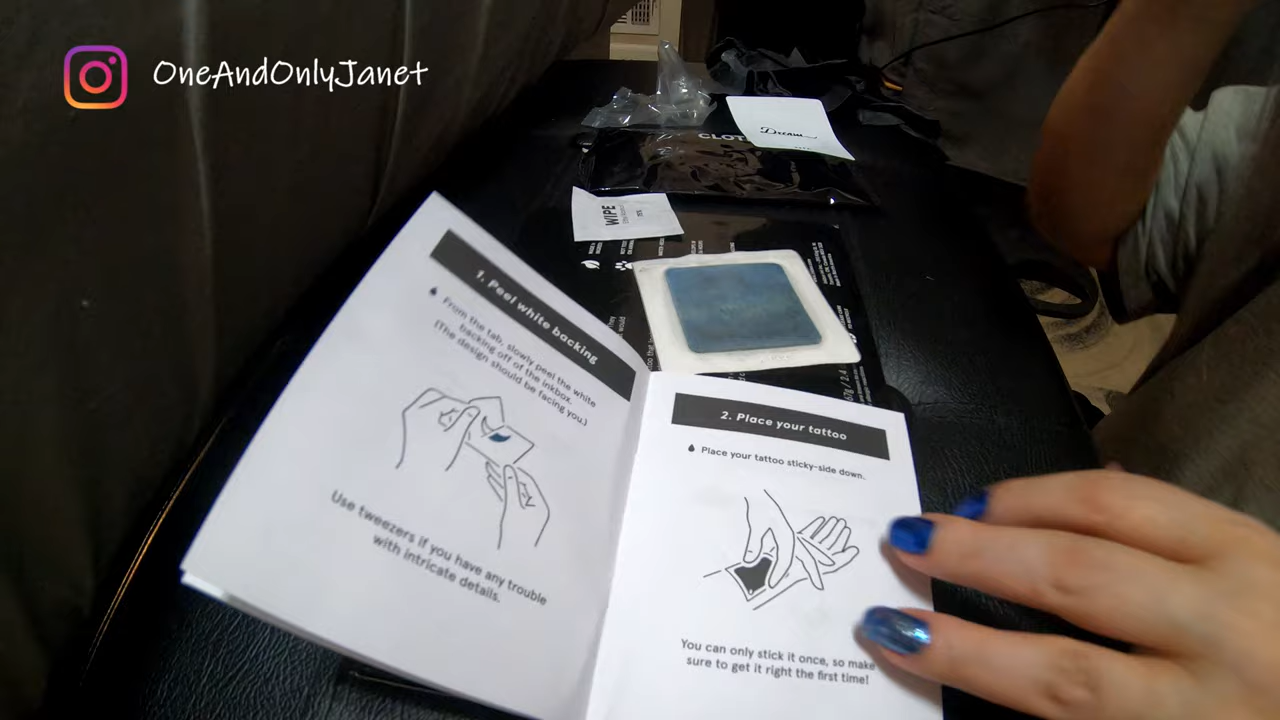 OneAndOnlyJanet
Dream
CLOT
WIPE
1. Peel white backing
From the tab, slowly peel the white
backing off of the inkbox.
(The design should be facing you.)
Use tweezers if you have any trouble
with intricate details.
2. Place your tattoo
Place your tattoo sticky-side down.
You can only stick it once, so make
sure to get it right the first time!